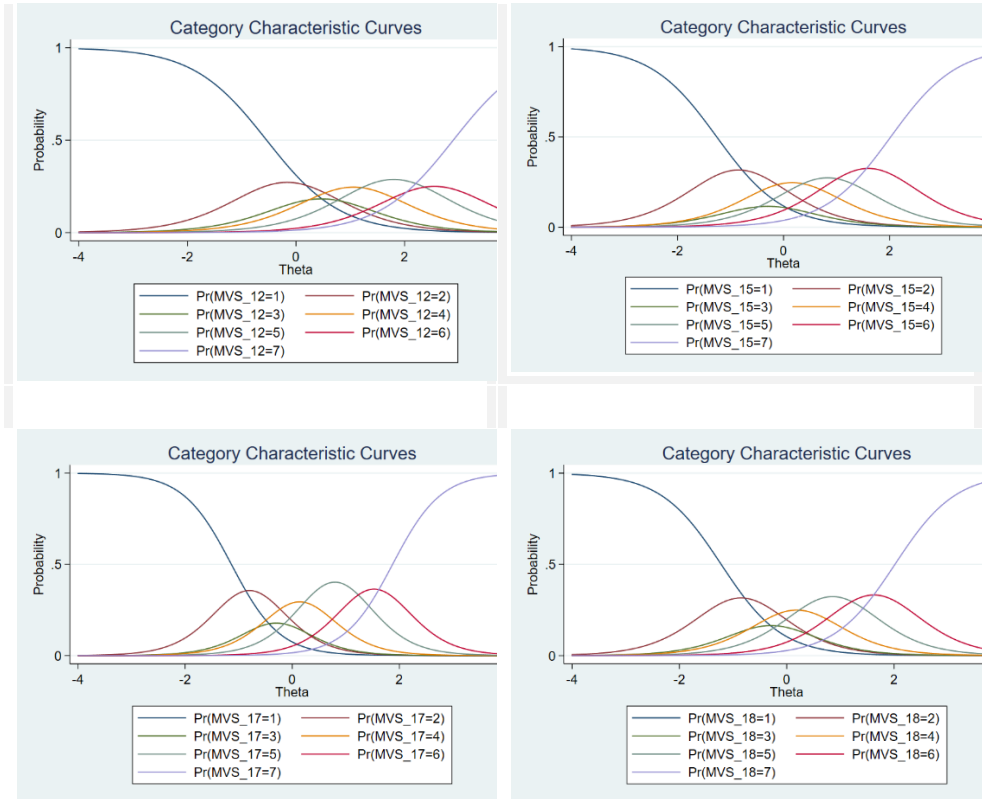 Category Characteristic Curves
1
.5
0
Probability
-4
-2
0
2
Theta
Pr(MVS_12=1) Pr(MVS_12=2)
Pr(MVS_12=3) Pr(MVS_12=4)
Pr(MVS_12=5) Pr(MVS_12=6)
Pr(MVS_12=7)
Category Characteristic Curves
1
.5
0
Probability
-4
-2
0
2
Theta
Pr(MVS_15=1) Pr(MVS_15=2)
Pr(MVS_15=3) Pr(MVS_15=4)
Pr(MVS_15=5) Pr(MVS_15=6)
Pr(MVS_15=7)
Category Characteristic Curves
1
.5
0
Probability
-4
-2
0
2
Theta
Pr(MVS_17=1) Pr(MVS_17=2)
Pr(MVS_17=3) Pr(MVS_17=4)
Pr(MVS_17=5) Pr(MVS_17=6)
Pr(MVS_17=7)
Category Characteristic Curves
1
.5
0
Probability
-4
-2
0
2
Theta
Pr(MVS_18=1) Pr(MVS_18=2)
Pr(MVS_18=3) Pr(MVS_18=4)
Pr(MVS_18=5) Pr(MVS_18=6)
Pr(MVS_18=7)